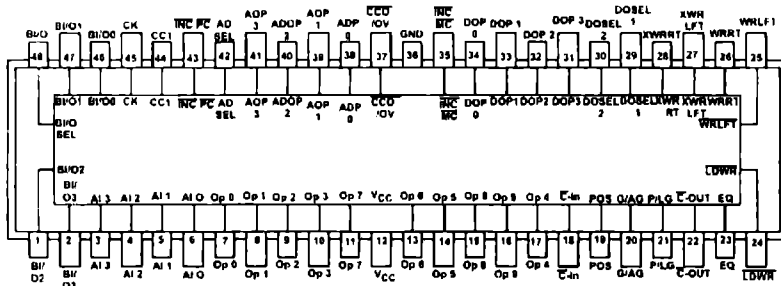 BI/O BI/O1 BI/O0 CK CC1 INC PC AD SEL AOP 3 ADOP 2 AOP 1 ADP 0 CCO /OV GND INC MC DOP 0 DOP 1 DOP 2 DOP 3 DOSEL 2 DOSEL 1 XWRRT XWR LFT WRRT WRLFT
48 47 46 45 44 43 42 41 40 39 38 37 36 35 34 33 32 31 30 29 28 27 26 25
BI/O1 BI/O0 CK CC1 INC PC AD SEL AOP 3 ADOP 2 AOP 1 ADP 0 CCO /OV INC MC DOP 0 DOP1 DOP2 DOP3 DOSEL 2 DOSEL 1 XWR RT XWR LFT WRRT
BI/O SEL WRLFT
BI/O2 LDWR
BI/ O3 AI 3 AI 2 AI 1 AI O Op 0 Op 1 Op 2 Op 3 Op 7 VCC Op 6 Op 5 Op 8 Op 9 Op 4 C-In POS G/AG P/LG C-OUT EQ
1 2 3 4 5 6 7 8 9 10 11 12 13 14 15 16 17 18 19 20 21 22 23 24
BI/ O2 BI/ O3 AI 3 AI 2 AI 1 AI O Op 0 Op 1 Op 2 Op 3 Op 7 VCC Op 6 Op 5 Op 8 Op 9 Op 4 C-In POS G/AG P/LG C-OUT EQ LDWR